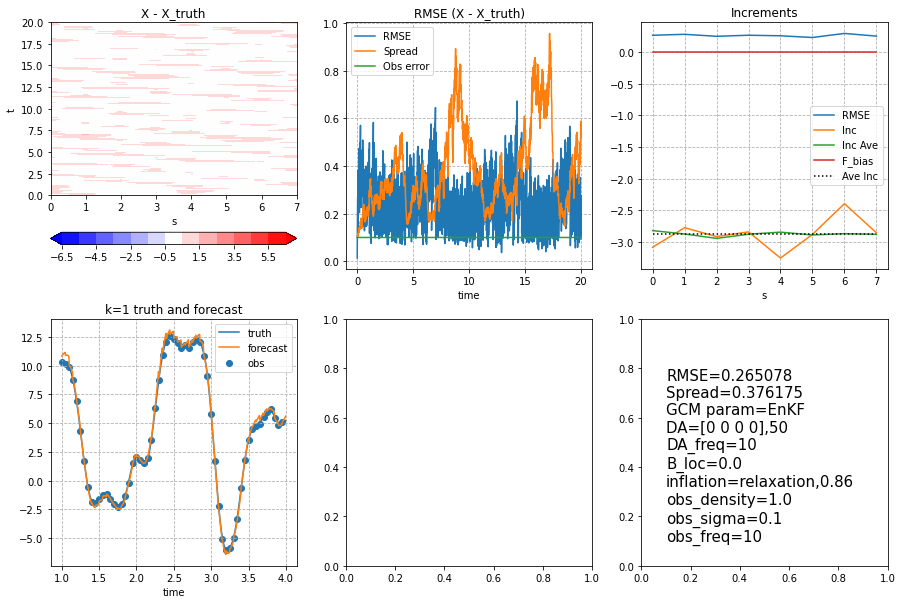 X - X_truth
20.0
17.5
15.0
12.5
10.0
7.5
5.0
2.5
0.0
t
0 1 2 3 4 5 6 7
s
−6.5 −4.5 −2.5 −0.5 1.5 3.5 5.5
RMSE (X - X_truth)
1.0
0.8
0.6
0.4
0.2
0.0
RMSE
Spread
Obs error
0 5 10 15 20
time
Increments
0.0
−0.5
−1.0
−1.5
−2.0
−2.5
−3.0
RMSE
Inc
Inc Ave
F_bias
Ave Inc
0 1 2 3 4 5 6 7
s
k=1 truth and forecast
12.5
10.0
7.5
5.0
2.5
0.0
−2.5
−5.0
truth
forecast
obs
1.0 1.5 2.0 2.5 3.0 3.5 4.0
time
1.0
0.8
0.6
0.4
0.2
0.0
0.0 0.2 0.4 0.6 0.8 1.0
1.0
0.8
0.6
0.4
0.2
0.0
RMSE=0.265078
Spread=0.376175
GCM param=EnKF
DA=[0 0 0 0],50
DA_freq=10
B_loc=0.0
inflation=relaxation,0.86
obs_density=1.0
obs_sigma=0.1
obs_freq=10
0.0 0.2 0.4 0.6 0.8 1.0